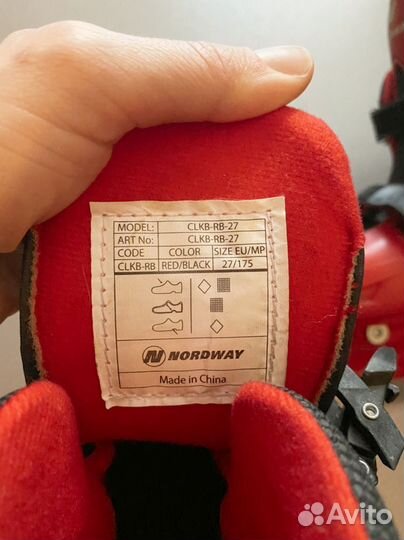 MODEL: CLKB-RB-27
ART No: CLKB-RB-27
CODE COLOR SIZE EU/MP
CLKB-RB RED/BLACK 27/175
NORDWAY
Made in China
Avito